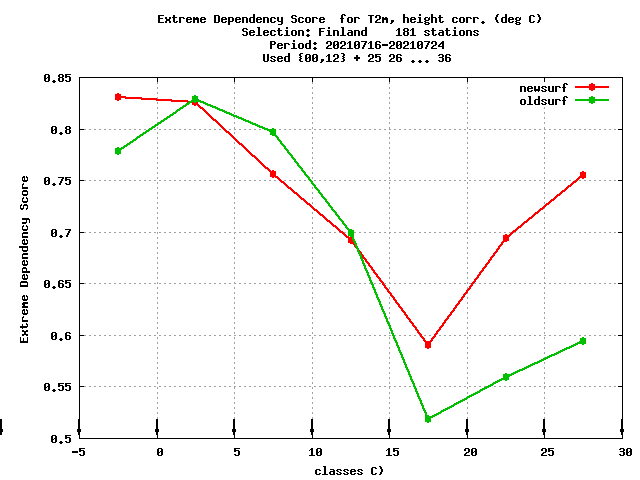 Extreme Dependency Score  for T2m, height corr. (deg C)
Selection: Finland    181 stations
Period: 20210716-20210724
Used {00,12} + 25 26 ... 36
newsurf
oldsurf
Extreme Dependency Score
0.85
0.8
0.75
0.7
0.65
0.6
0.55
0.5
-5 0 5 10 15 20 25 30
classes C)